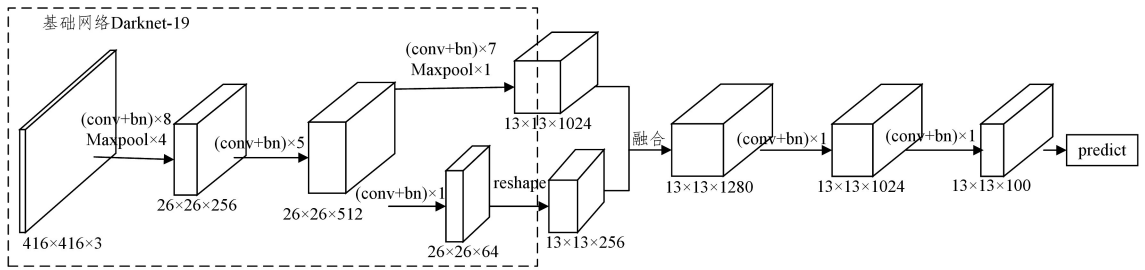 基础网络Darknet-19
(conv+bn)×8
Maxpool×4
416×416×3
26×26×256
(conv+bn)×5
26×26×512
(conv+bn)×7
Maxpool×1
13×13×1024
(conv+bn)×1
26×26×64
reshape
13×13×256
融合
13×13×1280
(conv+bn)×1
13×13×1024
(conv+bn)×1
13×13×100
predict